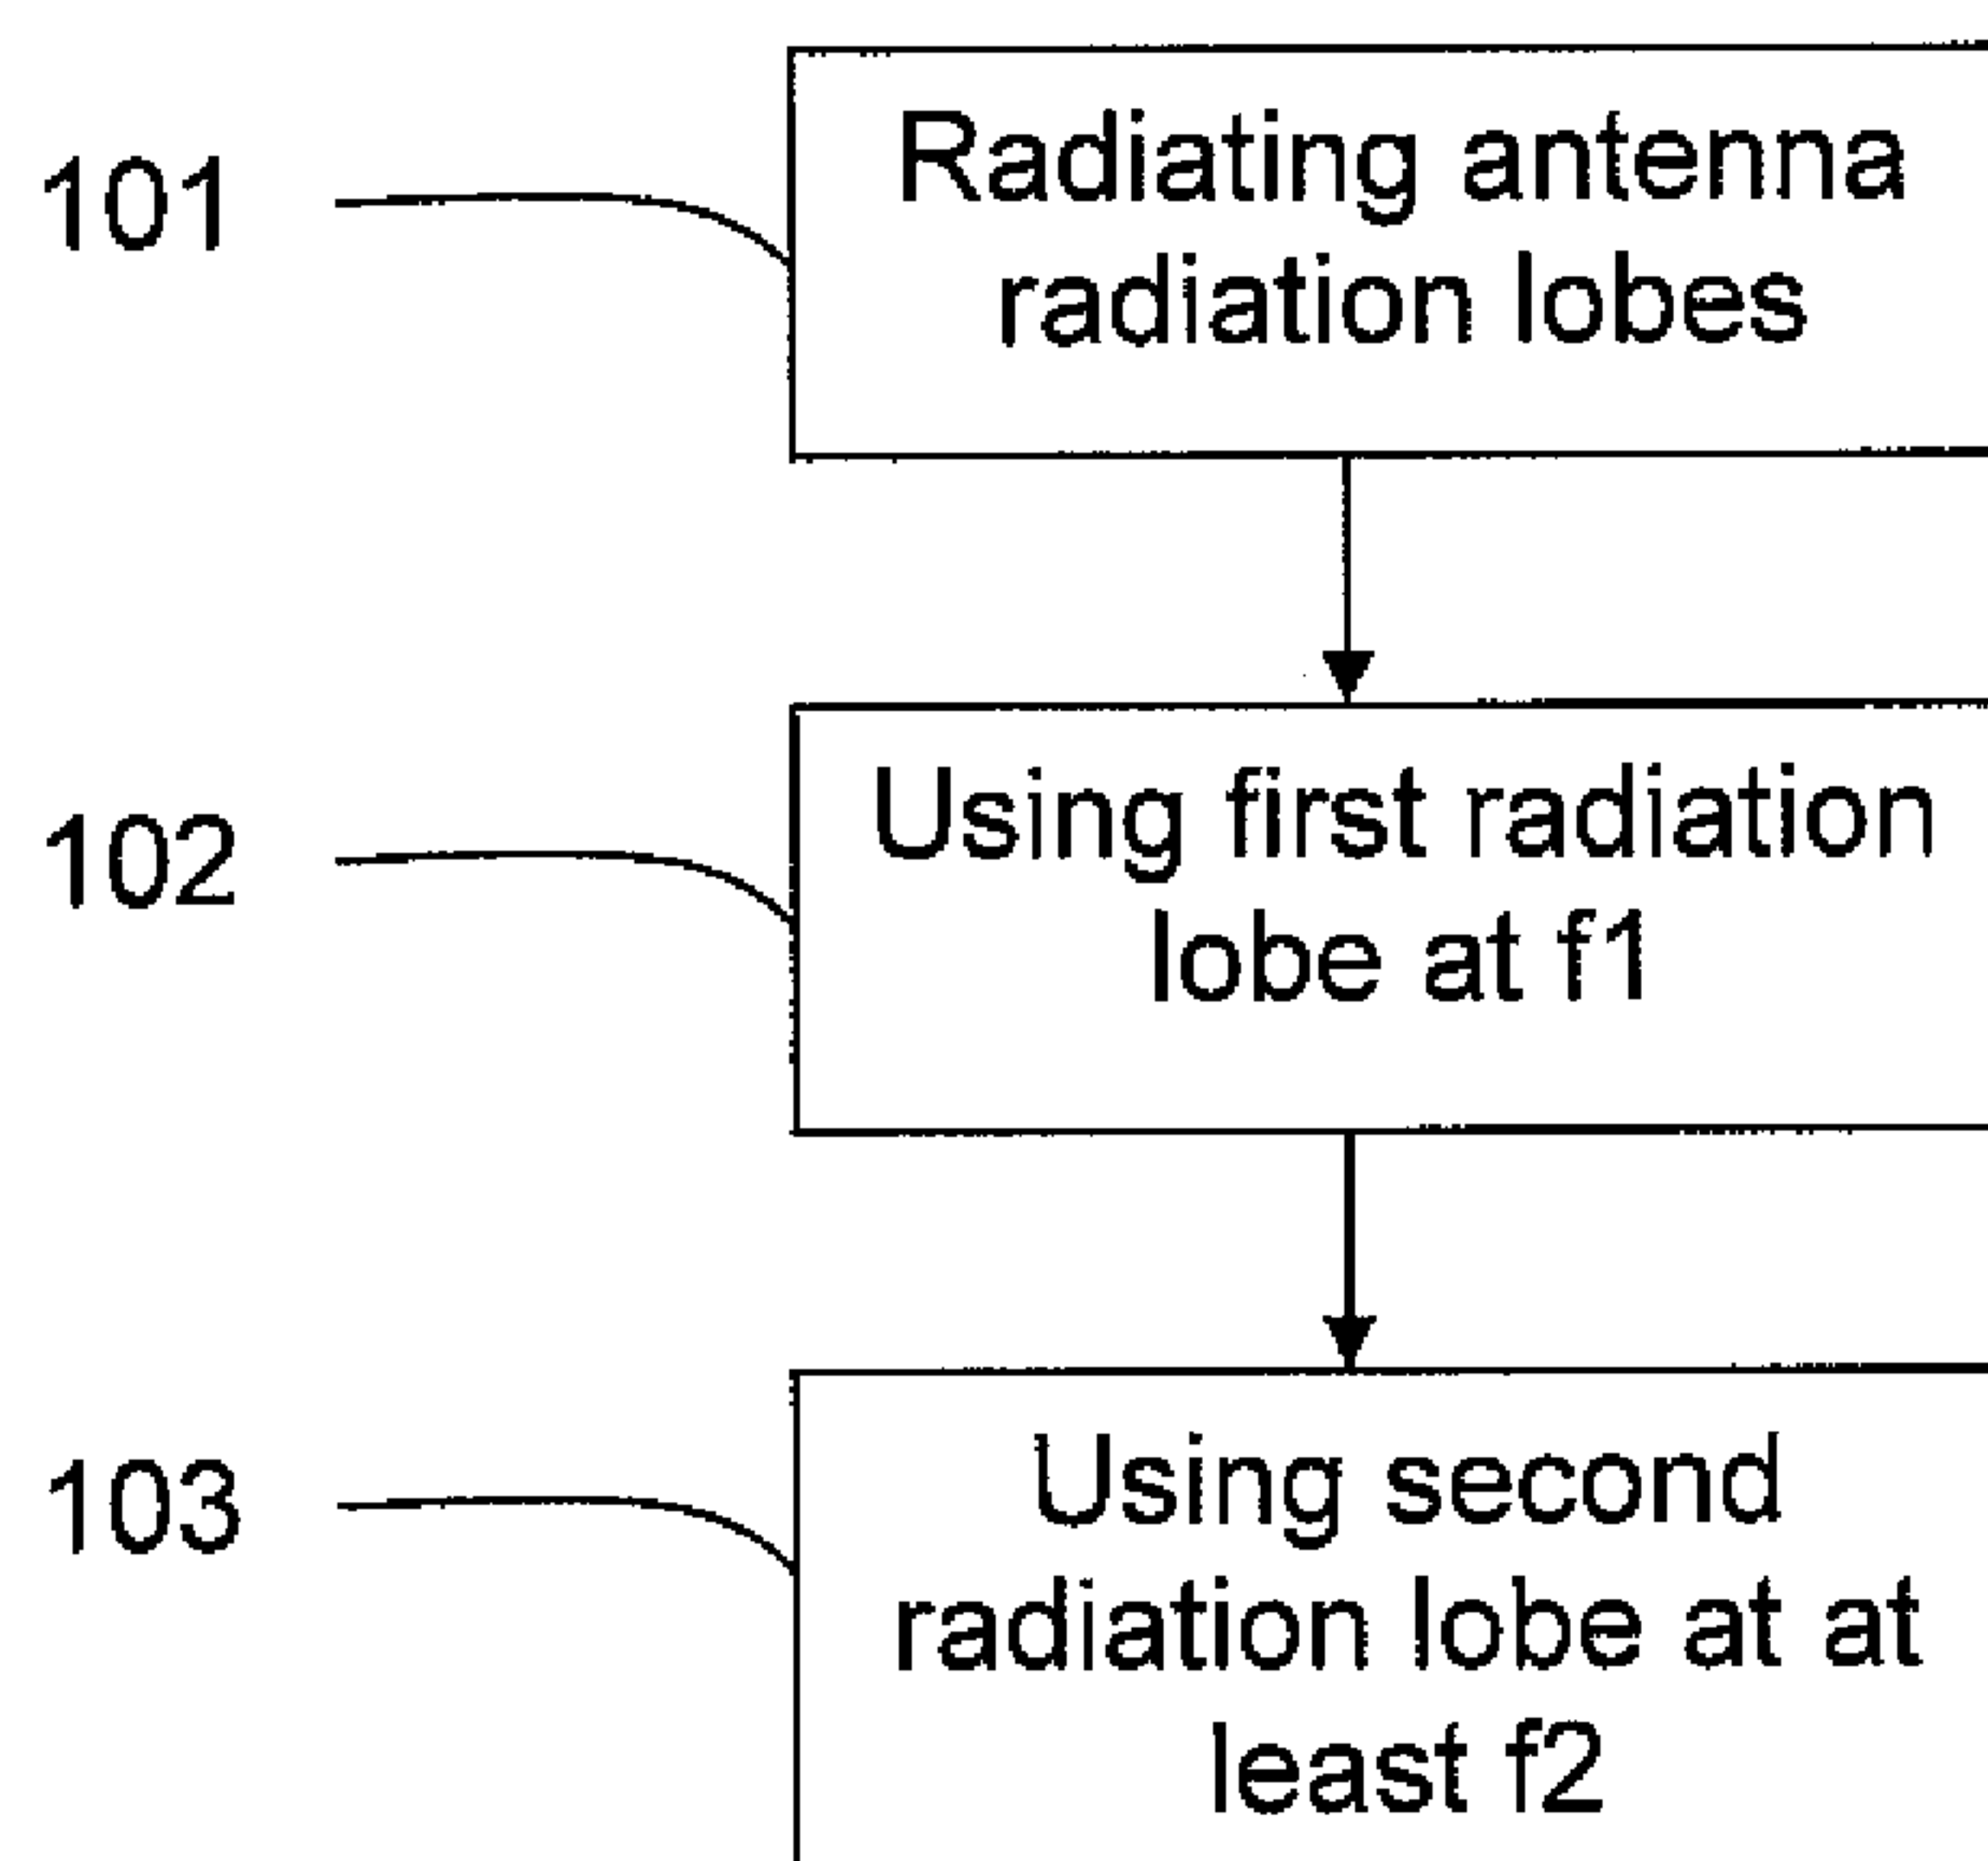 101
Radiating antenna
radiation lobes
102
Using first radiation
lobe at f1
103
Using second
radiation lobe at at
least f2